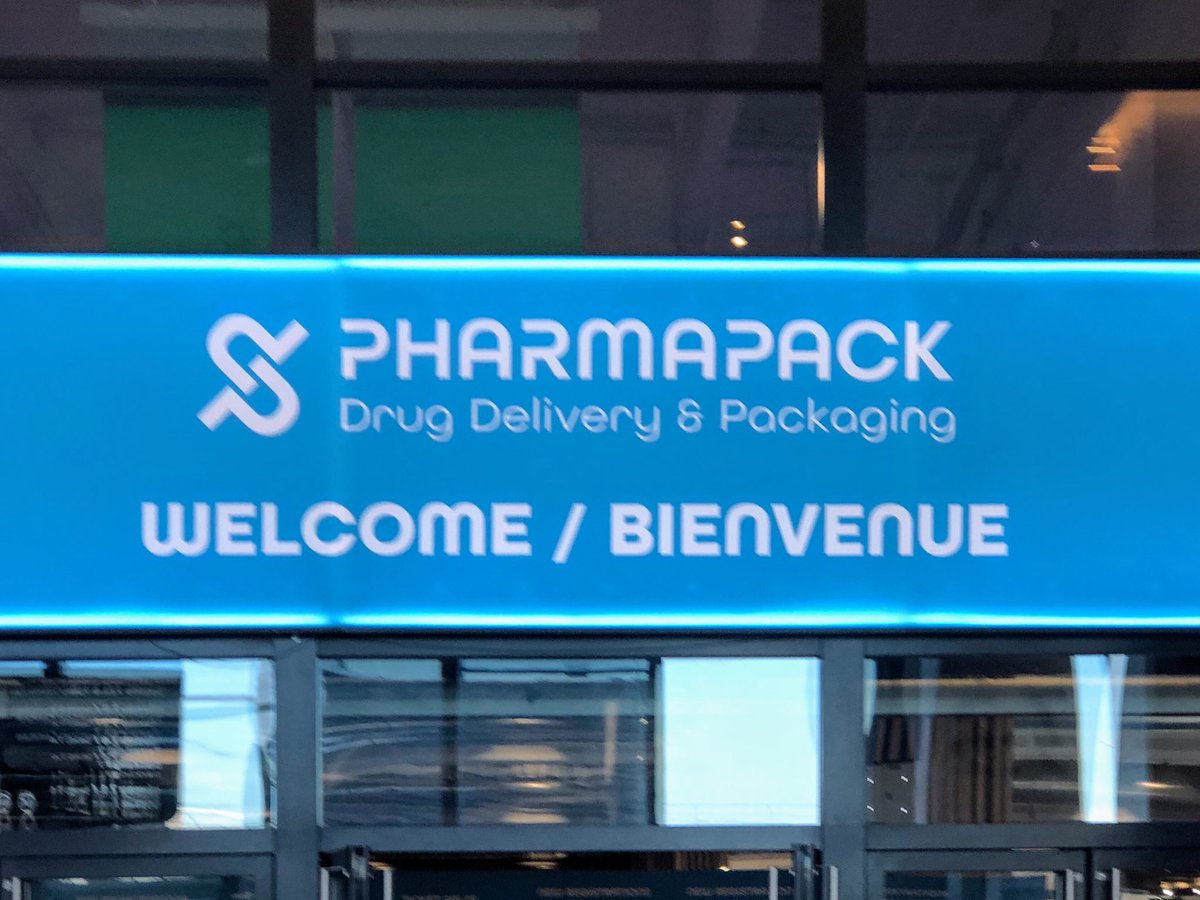 PHARMAPACK
Drug Delivery & Packaging
WELCOME / BIENVENUE